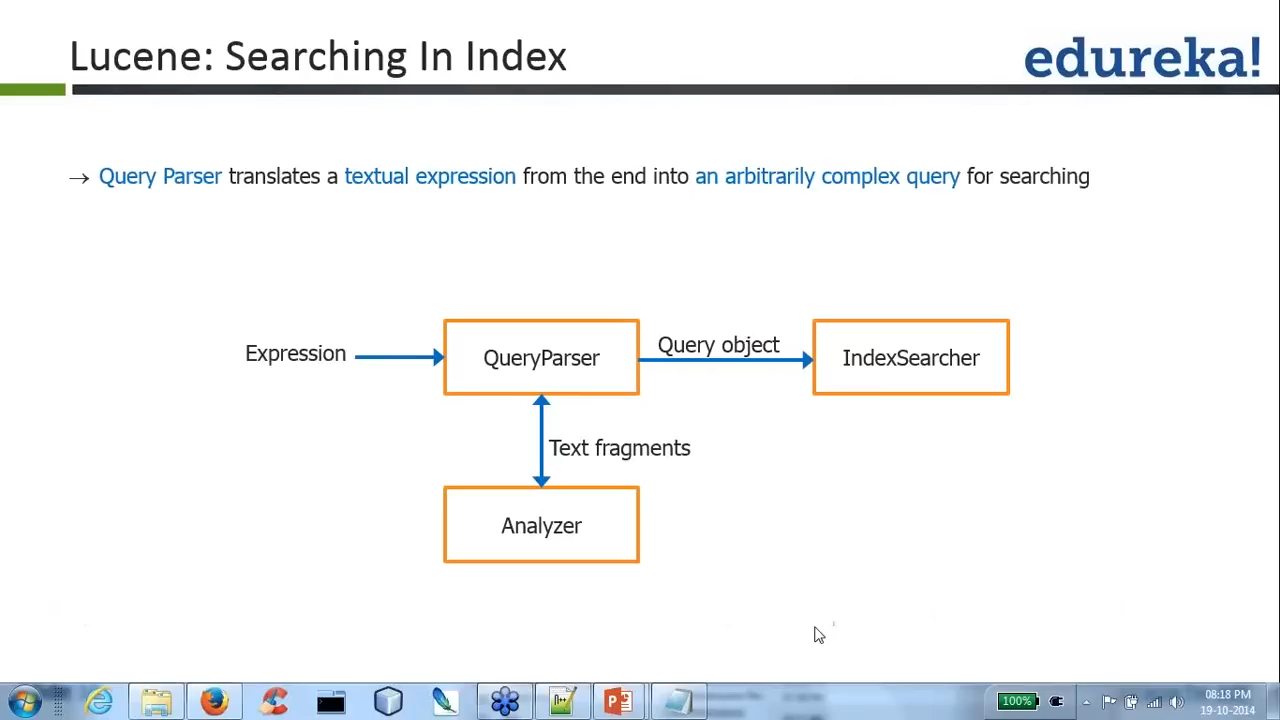 Lucene: Searching In Index
edureka!
→ Query Parser translates a textual expression from the end into an arbitrarily complex query for searching
Expression
QueryParser
Query object
IndexSearcher
Text fragments
Analyzer
100%
08:18 PM
19-10-2014